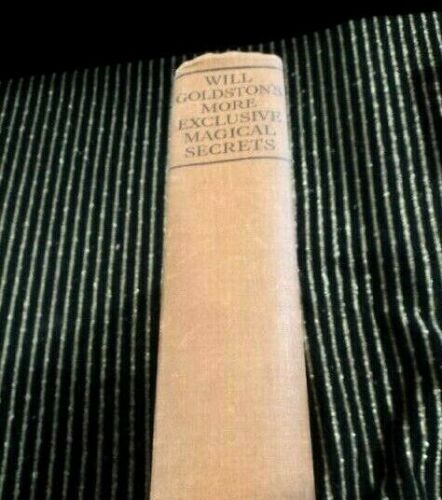 WILL
GOLDSTON'S
MORE
EXCLUSIVE
MAGICAL
SECRETS